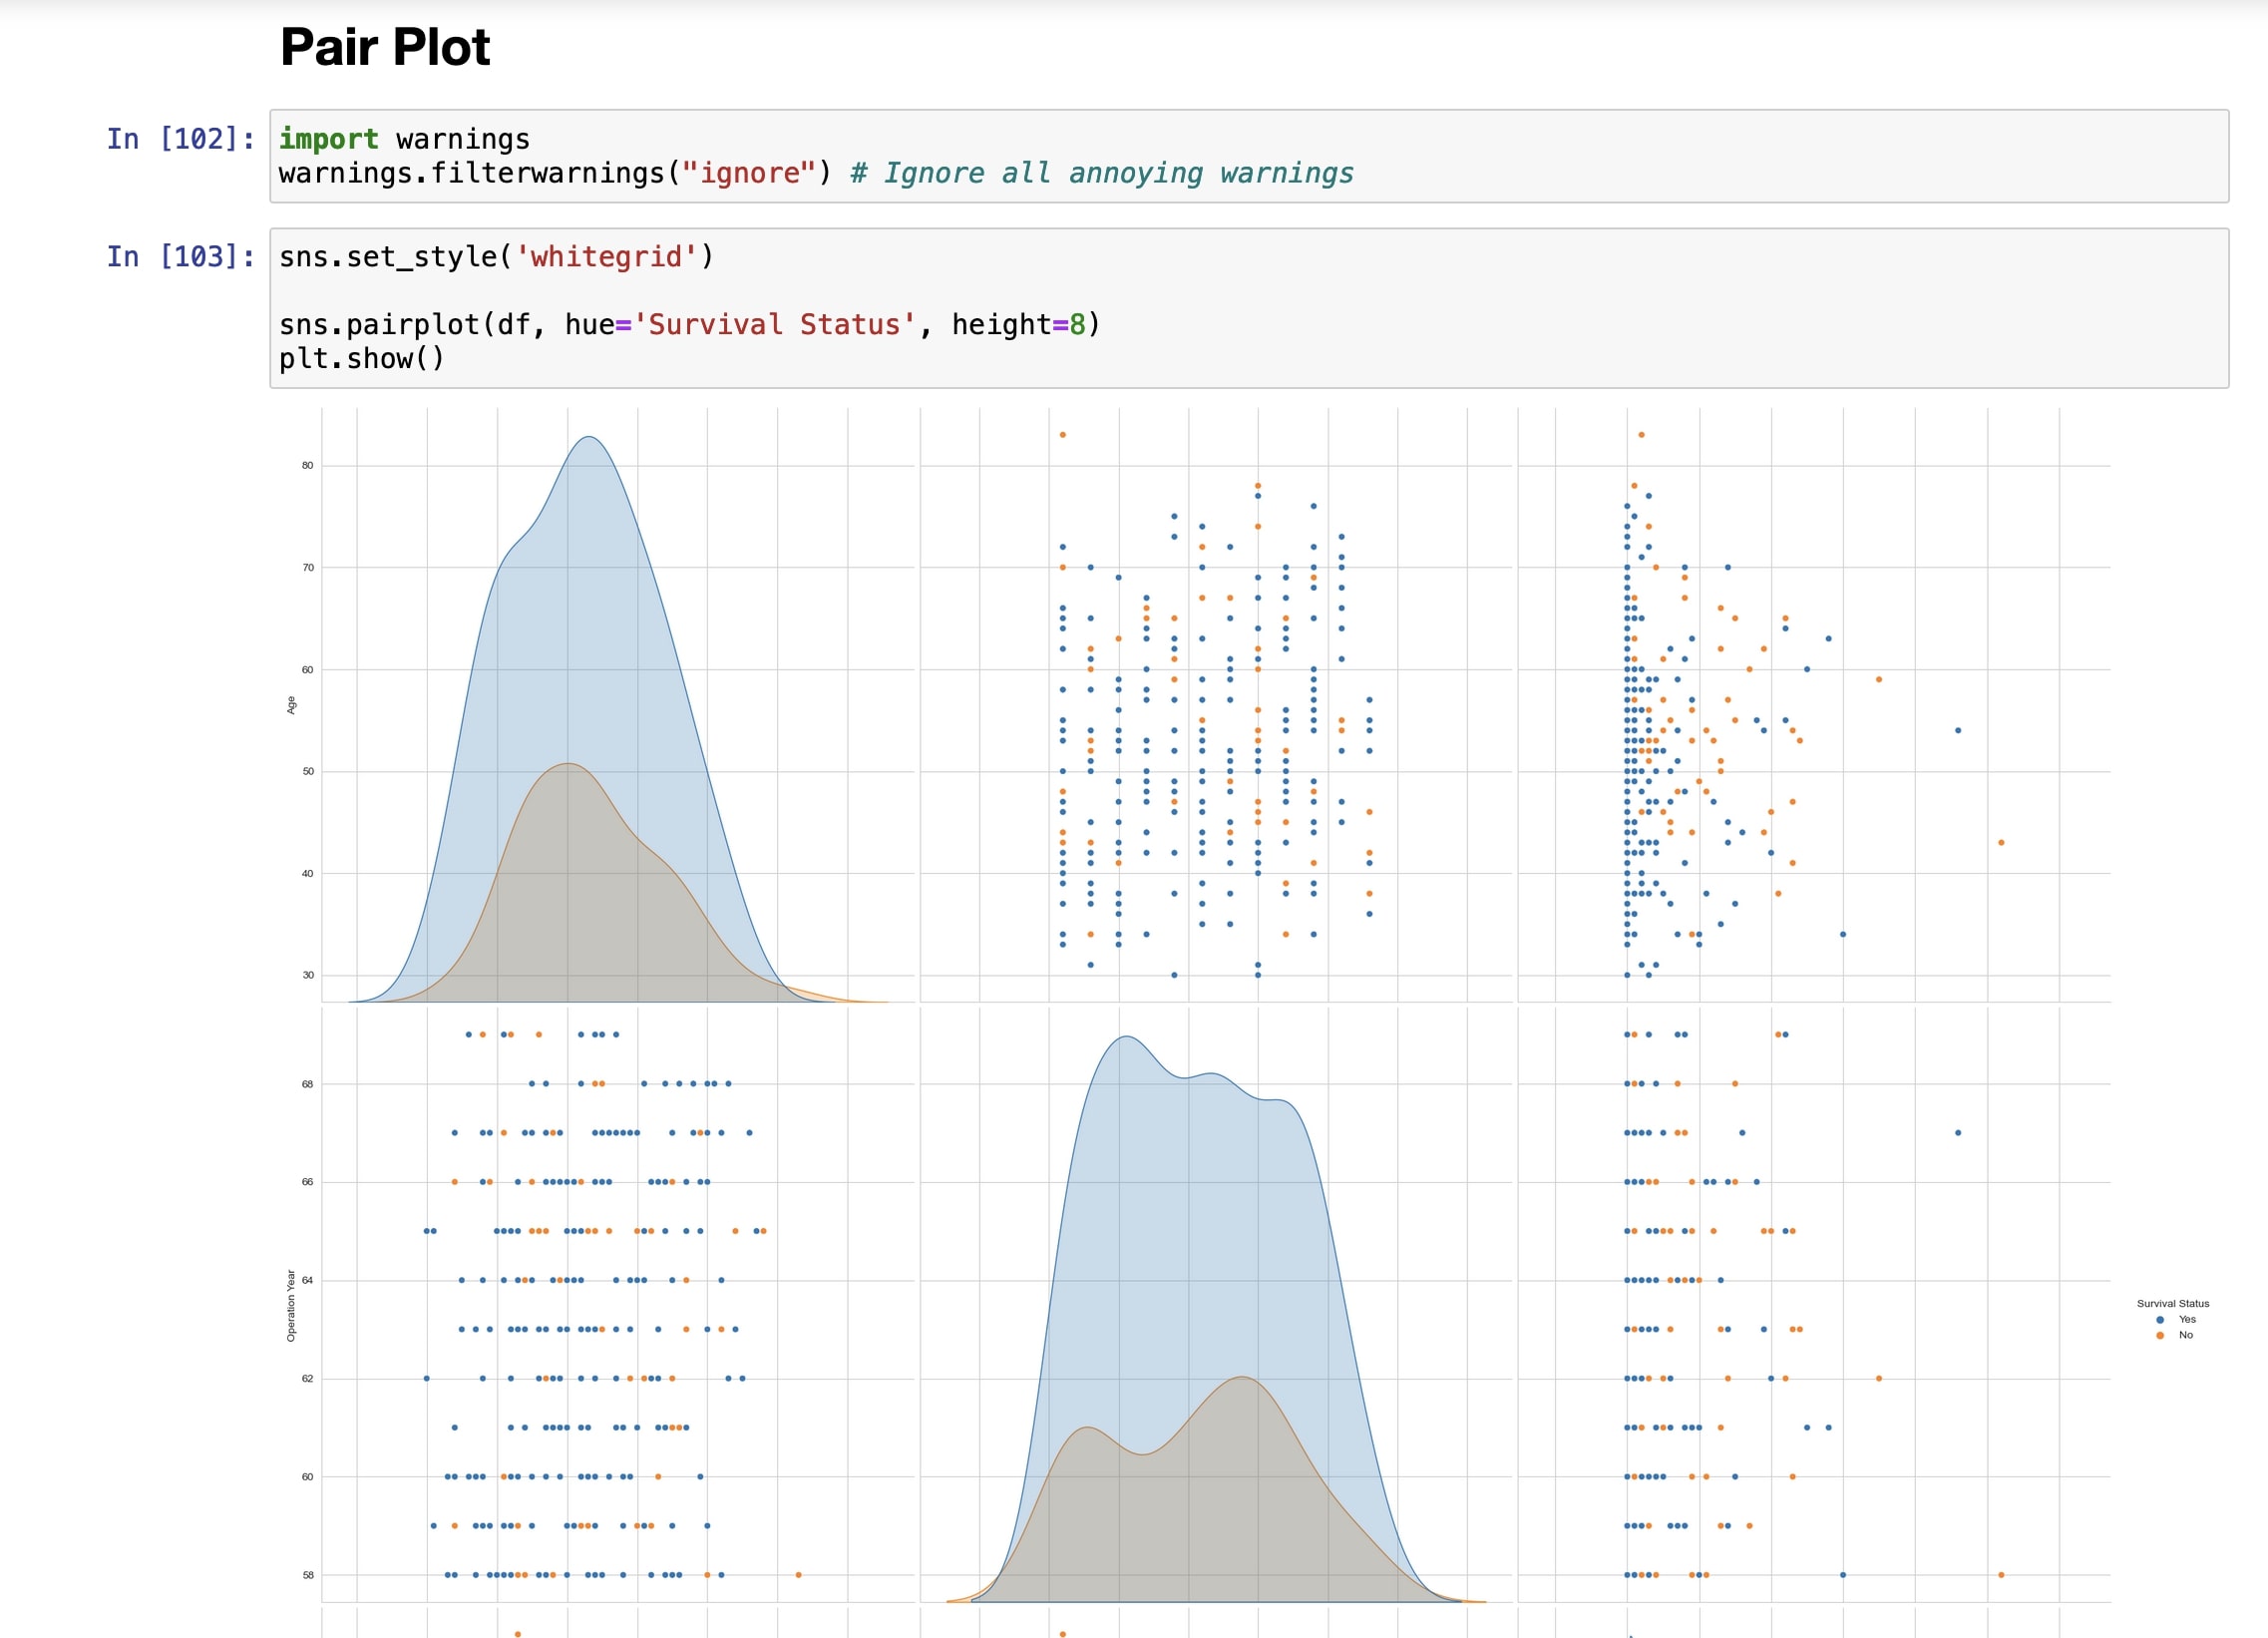 Pair Plot
In [102]:
import warnings
warnings.filterwarnings("ignore") # Ignore all annoying warnings
In [103]:
sns.set_style('whitegrid')
sns.pairplot(df, hue='Survival Status', height=8)
plt.show()
80
70
60
50
40
30
Age
68
66
64
62
60
58
Operation Year
Survival Status
Yes
No